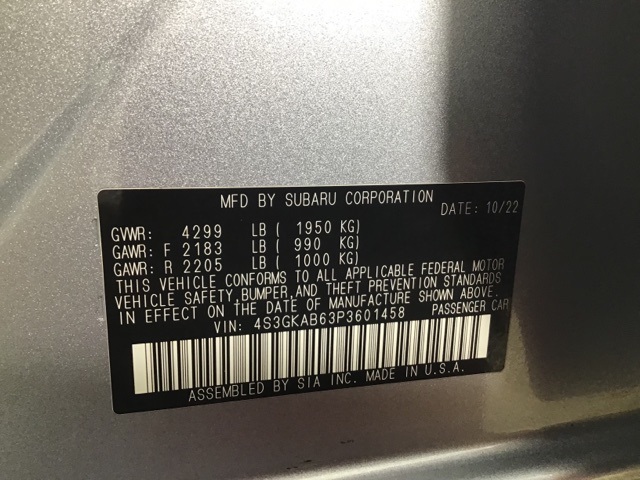 MFD BY SUBARU CORPORATION
DATE: 10/22
GVWR: 4299 LB ( 1950 KG)
GAWR: F 2183 LB ( 990 KG)
GAWR: R 2205 LB ( 1000 KG)
THIS VEHICLE CONFORMS TO ALL APPLICABLE FEDERAL MOTOR
VEHICLE SAFETY,BUMPER,AND THEFT PREVENTION STANDARDS
IN EFFECT ON THE DATE OF MANUFACTURE SHOWN ABOVE.
VIN: 4S3GKAB63P3601458 PASSENGER CAR
ASSEMBLED BY SIA INC. MADE IN U.S.A.